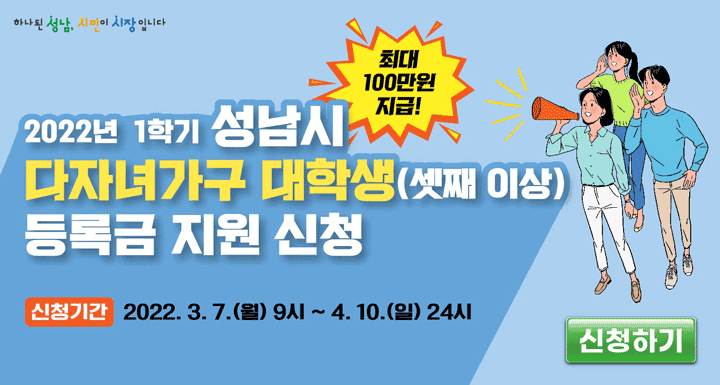 하나된 성남, 시민이 시장입니다
최대
100만원
지급!
2022년 1학기 성남시
다자녀가구 대학생(셋째 이상)
등록금 지원 신청
신청기간 2022. 3. 7.(월) 9시 ~ 4. 10.(일) 24시
신청하기